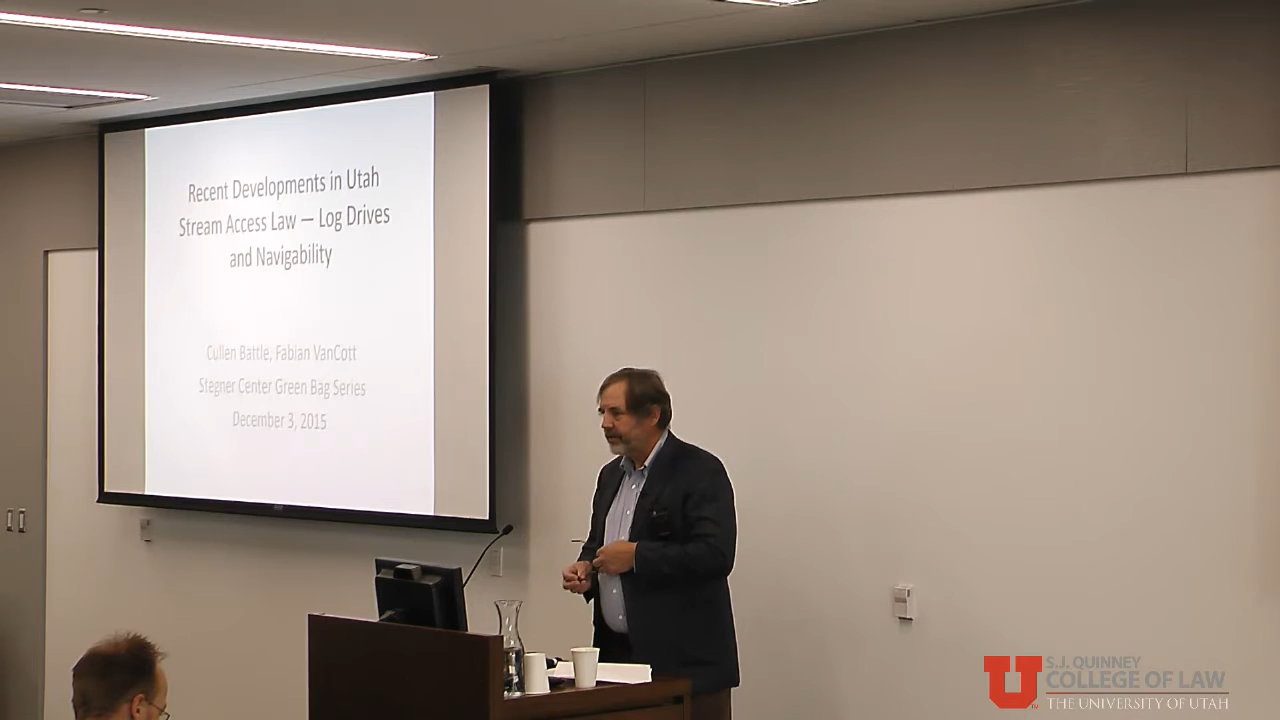 Recent Developments in Utah
Stream Access Law — Log Drives
and Navigability
Cullen Battle, Fabian VanCott
Stegner Center Green Bag Series
December 3, 2015
U
S.J. QUINNEY
COLLEGE OF LAW
THE UNIVERSITY OF UTAH